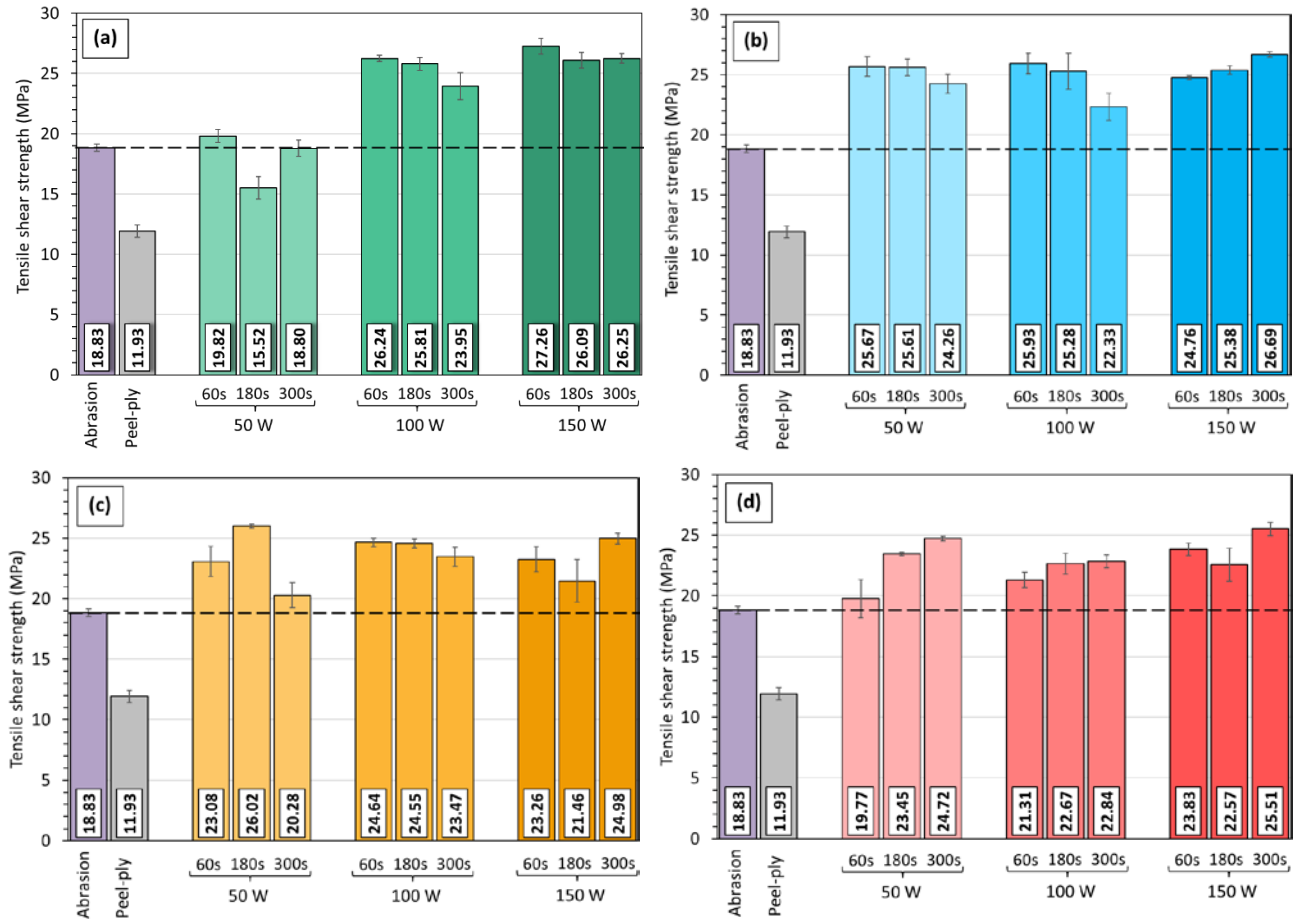 (a)
Tensile shear strength (MPa)
30
25
20
15
10
5
0
18.83
11.93
19.82
15.52
18.80
26.24
25.81
23.95
27.26
26.09
26.25
Abrasion
Peel-ply
60s 180s 300s
60s 180s 300s
60s 180s 300s
50 W
100 W
150 W
(b)
Tensile shear strength (MPa)
30
25
20
15
10
5
0
18.83
11.93
25.67
25.61
24.26
25.93
25.28
22.33
24.76
25.38
26.69
Abrasion
Peel-ply
60s 180s 300s
60s 180s 300s
60s 180s 300s
50 W
100 W
150 W
(c)
Tensile shear strength (MPa)
30
25
20
15
10
5
0
18.83
11.93
23.08
26.02
20.28
24.64
24.55
23.47
23.26
21.46
24.98
Abrasion
Peel-ply
60s 180s 300s
60s 180s 300s
60s 180s 300s
50 W
100 W
150 W
(d)
Tensile shear strength (MPa)
30
25
20
15
10
5
0
18.83
11.93
19.77
23.45
24.72
21.31
22.67
22.84
23.83
22.57
25.51
Abrasion
Peel-ply
60s 180s 300s
60s 180s 300s
60s 180s 300s
50 W
100 W
150 W